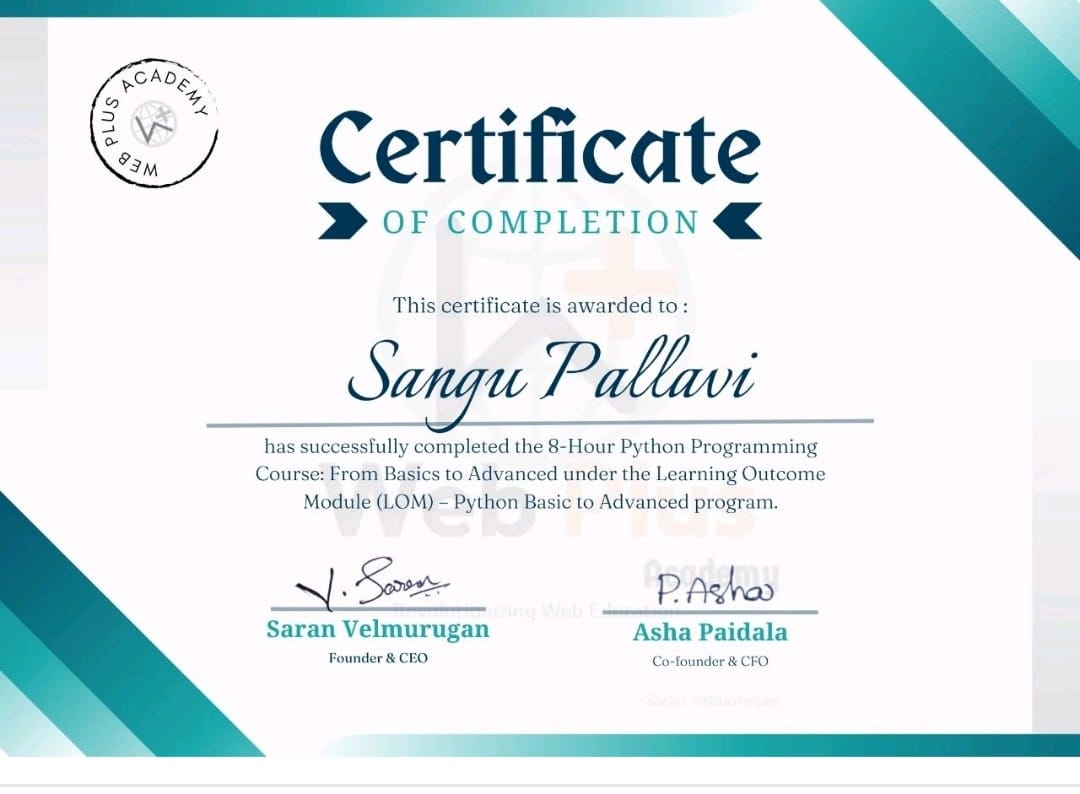 WEB PLUS ACADEMY
Certificate
OF COMPLETION
This certificate is awarded to :
Sangu Pallavi
has successfully completed the 8-Hour Python Programming
Course: From Basics to Advanced under the Learning Outcome
Module (LOM) – Python Basic to Advanced program.
Web Plus
Academy
V. Saran
P. Asha
Revolutionizing Web Education
Saran Velmurugan
Asha Paidala
Founder & CEO
Co-founder & CFO
-Saran Velmurugan